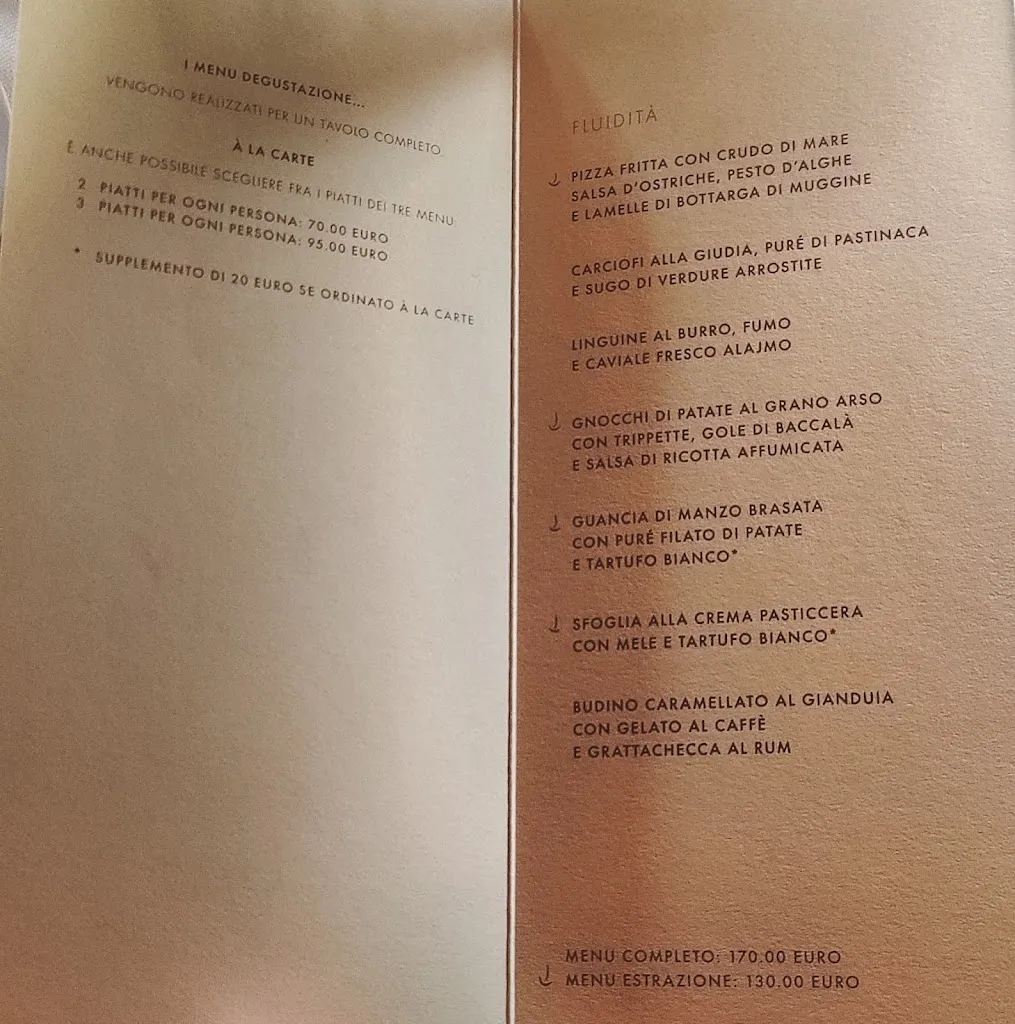 I MENU DEGUSTAZIONE...
VENGONO REALIZZATI PER UN TAVOLO COMPLETO
À LA CARTE
È ANCHE POSSIBILE SCEGLIERE FRA I PIATTI DEI TRE MENU:
2 PIATTI PER OGNI PERSONA: 70.00 EURO
3 PIATTI PER OGNI PERSONA: 95.00 EURO
* SUPPLEMENTO DI 20 EURO SE ORDINATO À LA CARTE
FLUIDITÀ
PIZZA FRITTA CON CRUDO DI MARE
SALSA D'OSTRICHE, PESTO D'ALGHE
E LAMELLE DI BOTTARGA DI MUGGINE
CARCIOFI ALLA GIUDIA, PURÉ DI PASTINACA
E SUGO DI VERDURE ARROSTITE
LINGUINE AL BURRO, FUMO
E CAVIALE FRESCO ALAJMO
GNOCCHI DI PATATE AL GRANO ARSO
CON TRIPPETTE, GOLE DI BACCALÀ
E SALSA DI RICOTTA AFFUMICATA
GUANCIA DI MANZO BRASATA
CON PURÉ FILATO DI PATATE
E TARTUFO BIANCO*
SFOGLIA ALLA CREMA PASTICCERA
CON MELE E TARTUFO BIANCO*
BUDINO CARAMELLATO AL GIANDUIA
CON GELATO AL CAFFÈ
E GRATTACHECCA AL RUM
MENU COMPLETO: 170.00 EURO
MENU ESTRAZIONE: 130.00 EURO